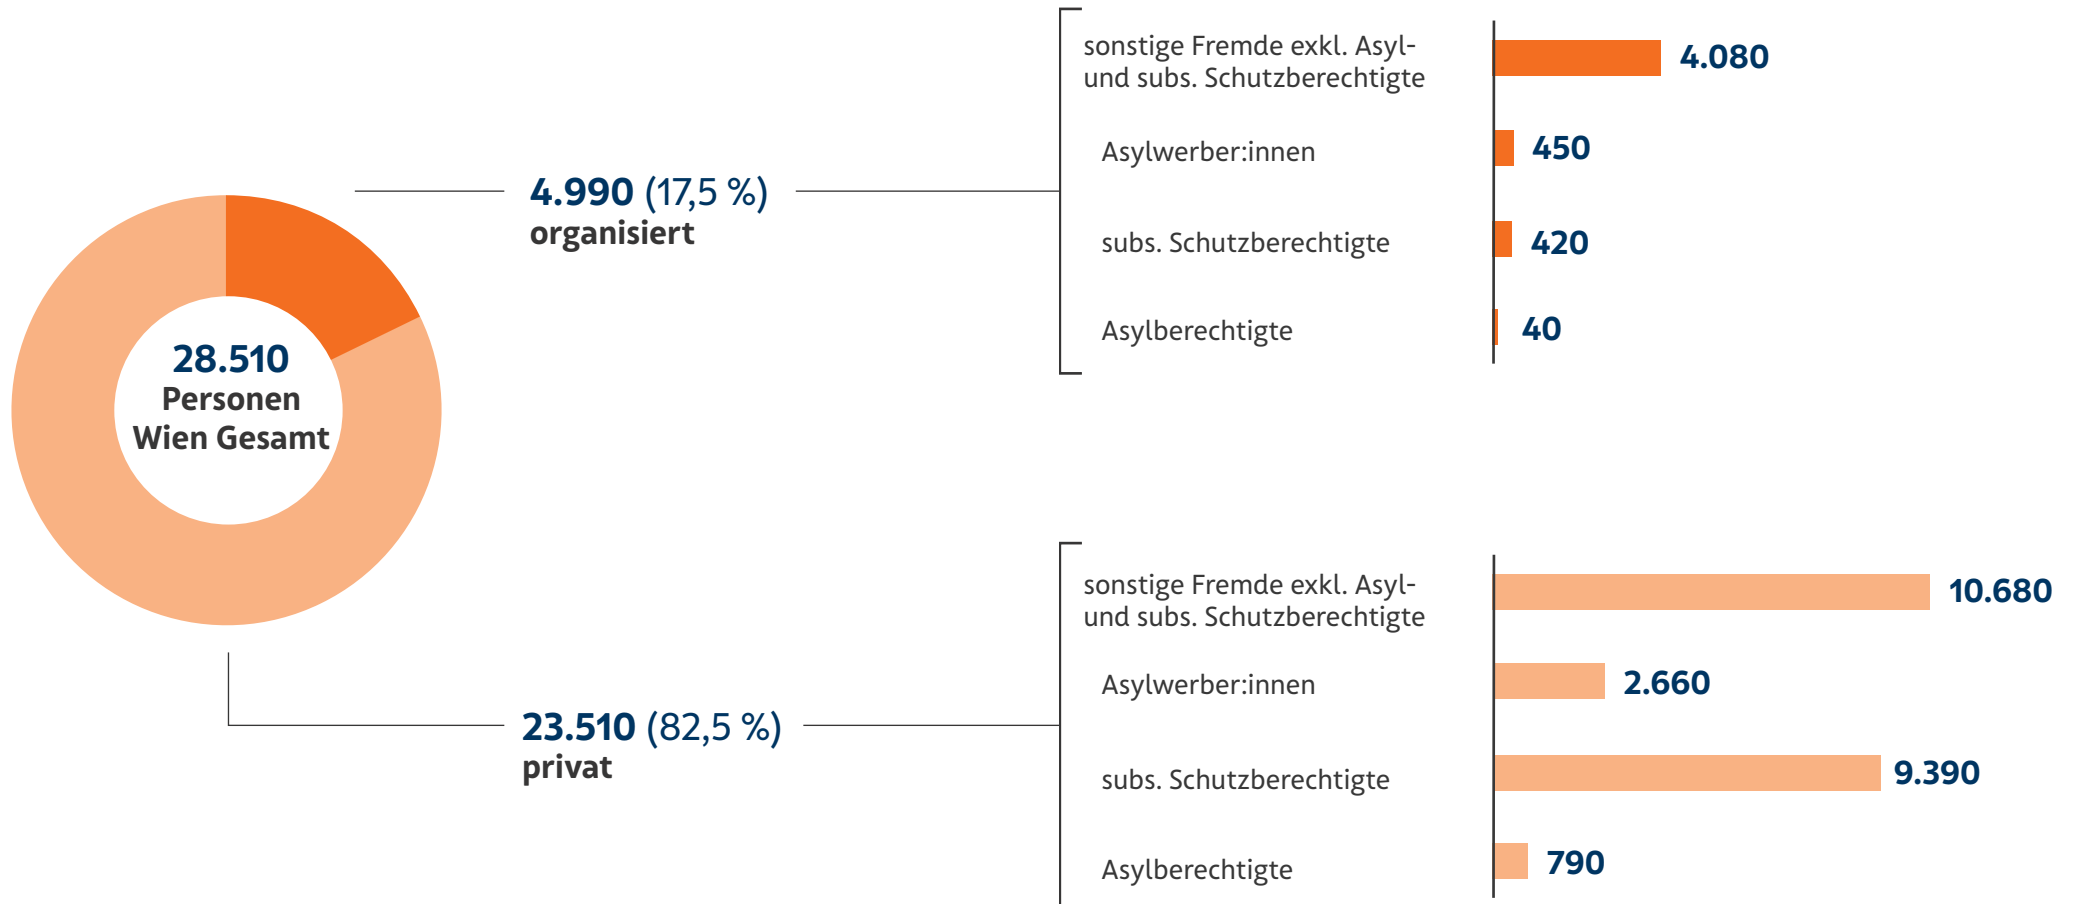 28.510
Personen
Wien Gesamt
4.990 (17,5 %)
organisiert
sonstige Fremde exkl. Asyl-
und subs. Schutzberechtigte
4.080
Asylwerber:innen
450
subs. Schutzberechtigte
420
Asylberechtigte
40
23.510 (82,5 %)
privat
sonstige Fremde exkl. Asyl-
und subs. Schutzberechtigte
10.680
Asylwerber:innen
2.660
subs. Schutzberechtigte
9.390
Asylberechtigte
790